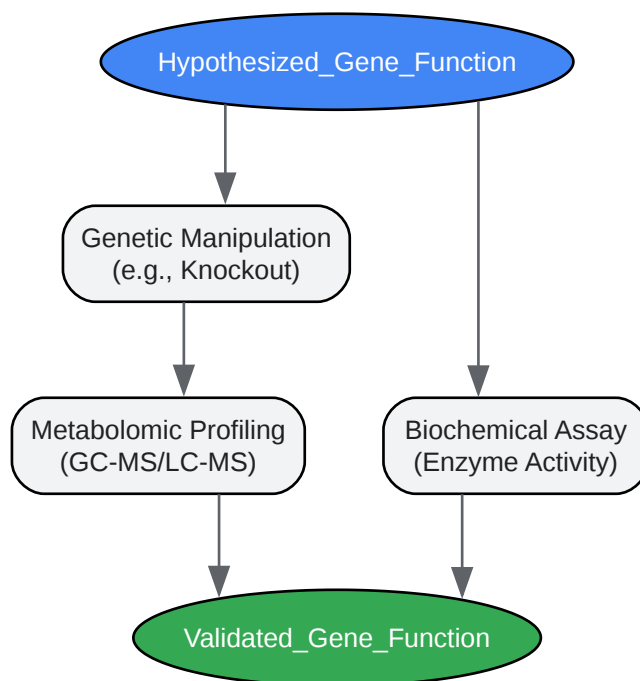 Hypothesized_Gene_Function
Genetic Manipulation
(e.g., Knockout)
Metabolomic Profiling
(GC-MS/LC-MS)
Biochemical Assay
(Enzyme Activity)
Validated_Gene_Function